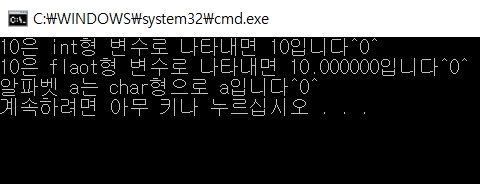 C:₩WINDOWS₩system32₩cmd.exe
10은 int형 변수로 나타내면 10입니다^0^
10은 flaot형 변수로 나타내면 10.000000입니다^0^
알파벳 a는 char형으로 a입니다^0^
계속하려면 아무 키나 누르십시오 . . .